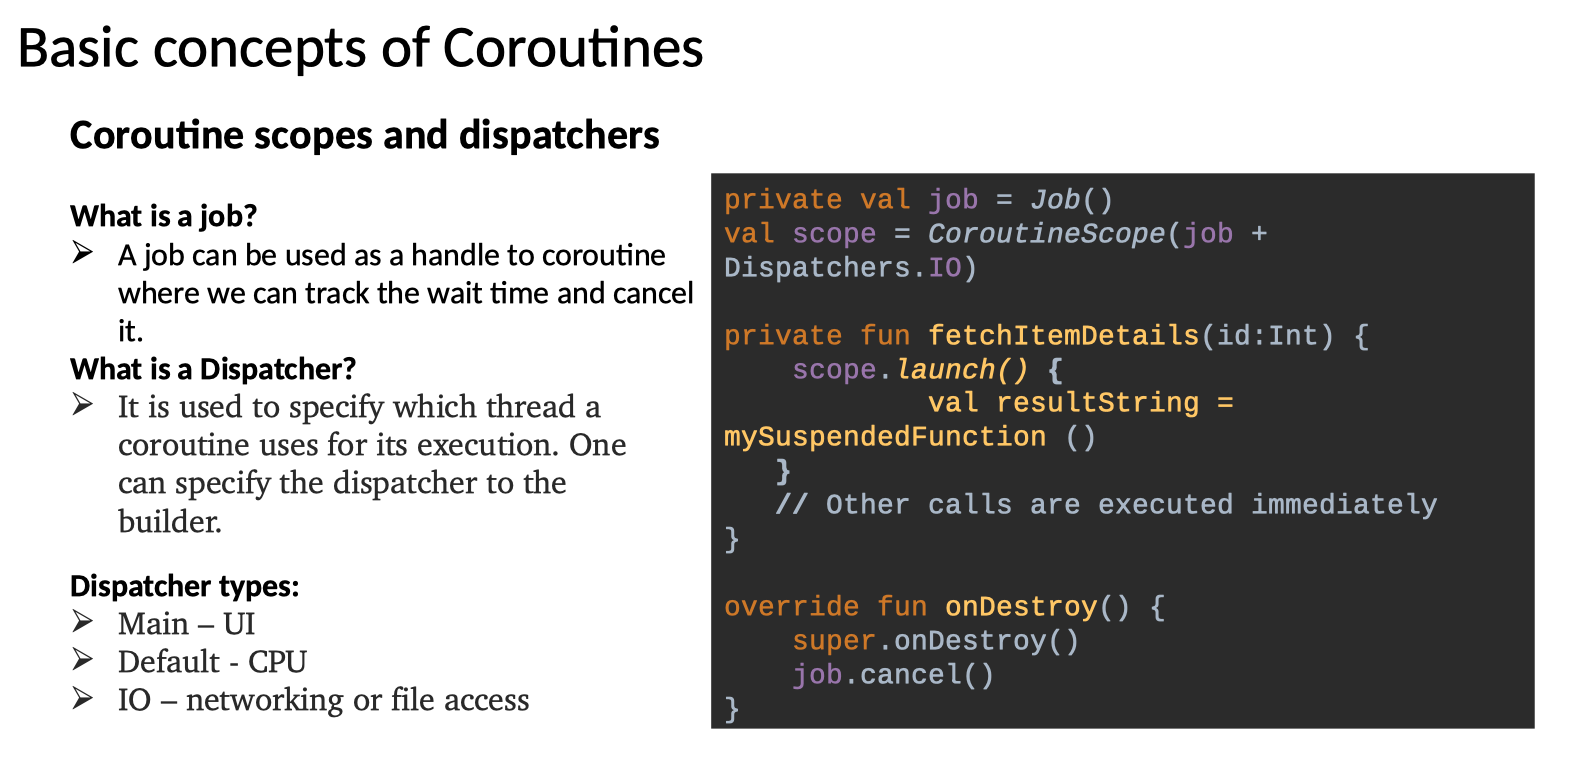 Basic concepts of Coroutines
Coroutine scopes and dispatchers
What is a job?
➢ A job can be used as a handle to coroutine
where we can track the wait time and cancel
it.
What is a Dispatcher?
➢ It is used to specify which thread a
coroutine uses for its execution. One
can specify the dispatcher to the
builder.
Dispatcher types:
➢ Main – UI
➢ Default - CPU
➢ IO – networking or file access
private val job = Job()
val scope = CoroutineScope(job +
Dispatchers.IO)
private fun fetchItemDetails(id:Int) {
    scope.launch() {
            val resultString =
mySuspendedFunction ()
   }
   // Other calls are executed immediately
}
override fun onDestroy() {
    super.onDestroy()
    job.cancel()
}